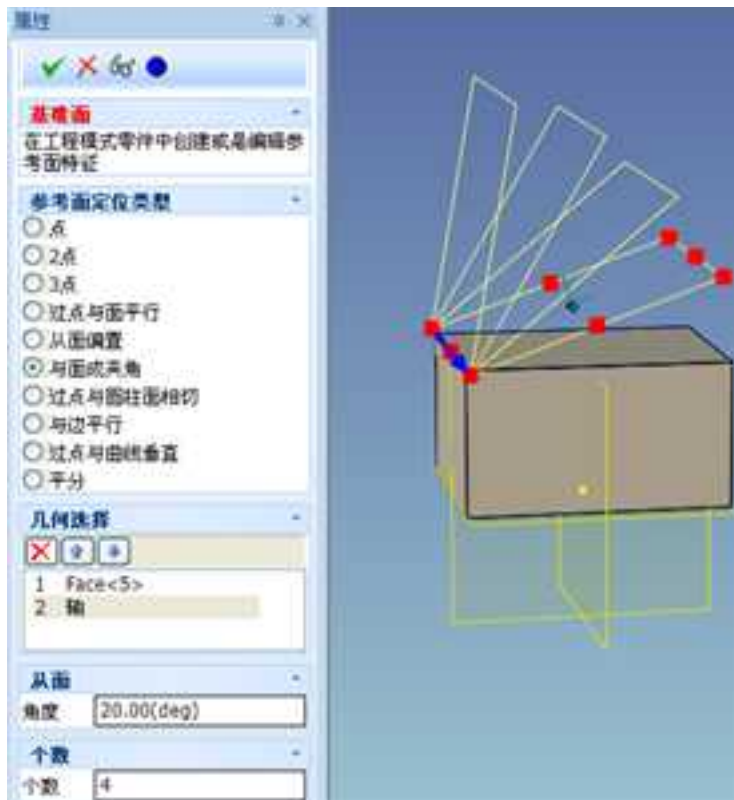 属性
基准面
在工程模式零件中创建或是编辑参
考面特征
参考面定位类型
点
2点
3点
过点与面平行
从面偏置
与面成夹角
过点与圆柱面相切
与边平行
过点与曲线垂直
平分
几何选择
1 Face<5>
2 轴
从面
角度 20.00(deg)
个数
个数 4